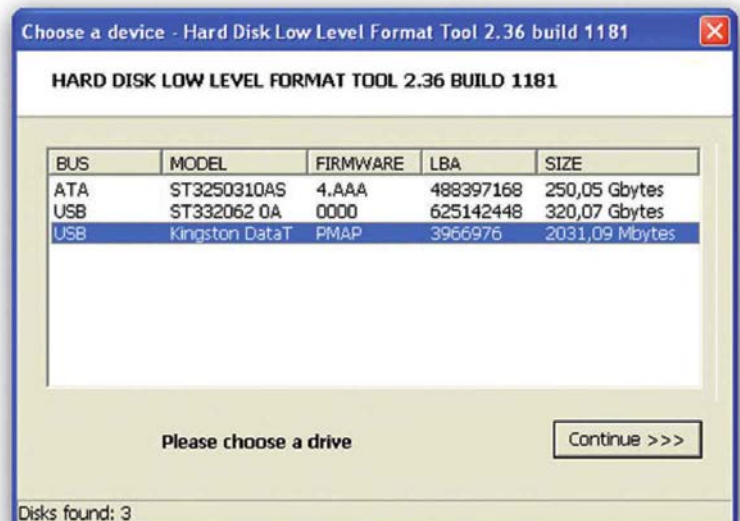 Choose a device - Hard Disk Low Level Format Tool 2.36 build 1181
HARD DISK LOW LEVEL FORMAT TOOL 2.36 BUILD 1181
BUS MODEL FIRMWARE LBA SIZE
ATA ST3250310AS 4.AAA 488397168 250,05 Gbytes
USB ST332062 0A 0000 625142448 320,07 Gbytes
USB Kingston DataT PMAP 3966976 2031,09 Mbytes
Please choose a drive
Continue >>>
Disks found: 3